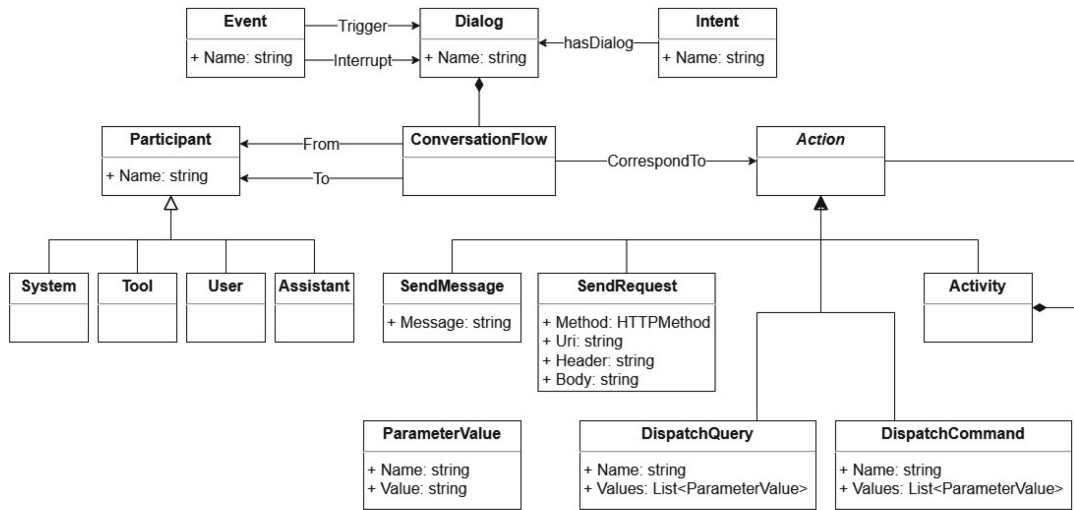 Event
+ Name: string
Trigger
Interrupt
Dialog
+ Name: string
hasDialog
Intent
+ Name: string
Participant
+ Name: string
From
To
ConversationFlow
CorrespondTo
Action
System
Tool
User
Assistant
SendMessage
+ Message: string
SendRequest
+ Method: HTTPMethod
+ Uri: string
+ Header: string
+ Body: string
Activity
ParameterValue
+ Name: string
+ Value: string
DispatchQuery
+ Name: string
+ Values: List<ParameterValue>
DispatchCommand
+ Name: string
+ Values: List<ParameterValue>